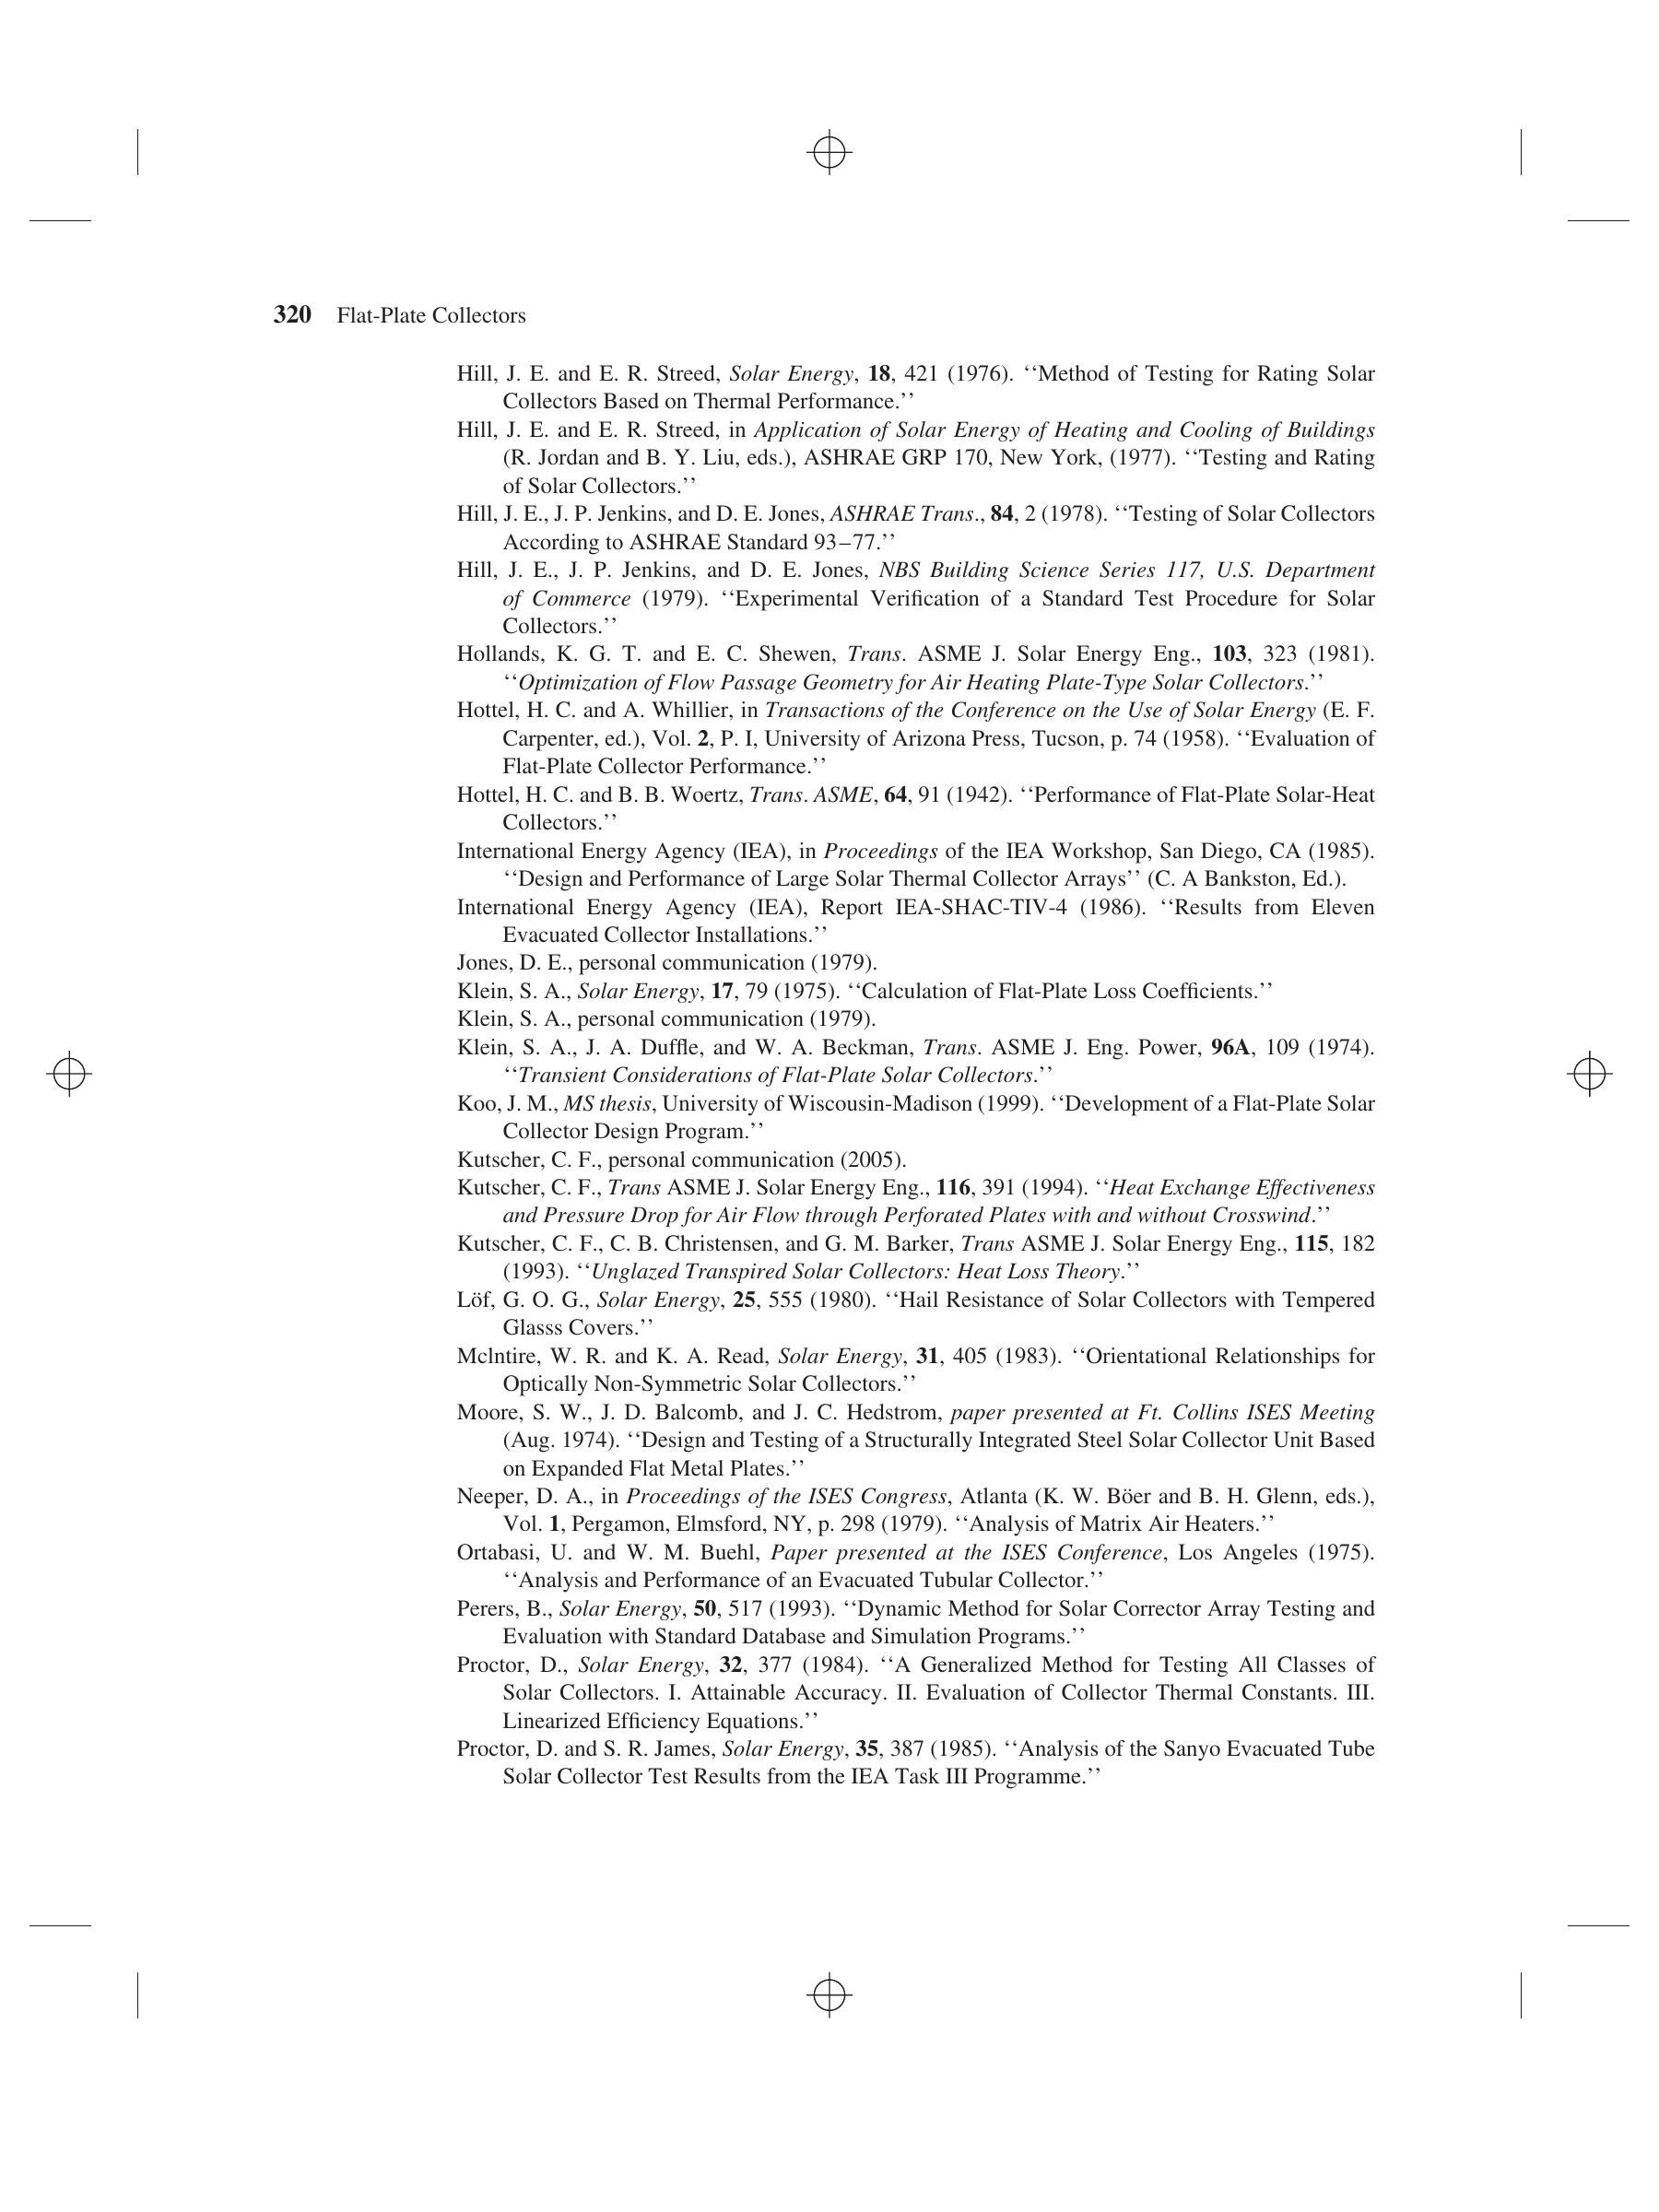 320 Flat-Plate Collectors
Hill, J. E. and E. R. Streed, Solar Energy, 18, 421 (1976). ‘‘Method of Testing for Rating Solar
Collectors Based on Thermal Performance.’’
Hill, J. E. and E. R. Streed, in Application of Solar Energy of Heating and Cooling of Buildings
(R. Jordan and B. Y. Liu, eds.), ASHRAE GRP 170, New York, (1977). ‘‘Testing and Rating
of Solar Collectors.’’
Hill, J. E., J. P. Jenkins, and D. E. Jones, ASHRAE Trans., 84, 2 (1978). ‘‘Testing of Solar Collectors
According to ASHRAE Standard 93–77.’’
Hill, J. E., J. P. Jenkins, and D. E. Jones, NBS Building Science Series 117, U.S. Department
of Commerce (1979). ‘‘Experimental Verification of a Standard Test Procedure for Solar
Collectors.’’
Hollands, K. G. T. and E. C. Shewen, Trans. ASME J. Solar Energy Eng., 103, 323 (1981).
‘‘Optimization of Flow Passage Geometry for Air Heating Plate-Type Solar Collectors.’’
Hottel, H. C. and A. Whillier, in Transactions of the Conference on the Use of Solar Energy (E. F.
Carpenter, ed.), Vol. 2, P. I, University of Arizona Press, Tucson, p. 74 (1958). ‘‘Evaluation of
Flat-Plate Collector Performance.’’
Hottel, H. C. and B. B. Woertz, Trans. ASME, 64, 91 (1942). ‘‘Performance of Flat-Plate Solar-Heat
Collectors.’’
International Energy Agency (IEA), in Proceedings of the IEA Workshop, San Diego, CA (1985).
‘‘Design and Performance of Large Solar Thermal Collector Arrays’’ (C. A Bankston, Ed.).
International Energy Agency (IEA), Report IEA-SHAC-TIV-4 (1986). ‘‘Results from Eleven
Evacuated Collector Installations.’’
Jones, D. E., personal communication (1979).
Klein, S. A., Solar Energy, 17, 79 (1975). ‘‘Calculation of Flat-Plate Loss Coefficients.’’
Klein, S. A., personal communication (1979).
Klein, S. A., J. A. Duffle, and W. A. Beckman, Trans. ASME J. Eng. Power, 96A, 109 (1974).
‘‘Transient Considerations of Flat-Plate Solar Collectors.’’
Koo, J. M., MS thesis, University of Wiscousin-Madison (1999). ‘‘Development of a Flat-Plate Solar
Collector Design Program.’’
Kutscher, C. F., personal communication (2005).
Kutscher, C. F., Trans ASME J. Solar Energy Eng., 116, 391 (1994). ‘‘Heat Exchange Effectiveness
and Pressure Drop for Air Flow through Perforated Plates with and without Crosswind.’’
Kutscher, C. F., C. B. Christensen, and G. M. Barker, Trans ASME J. Solar Energy Eng., 115, 182
(1993). ‘‘Unglazed Transpired Solar Collectors: Heat Loss Theory.’’
Löf, G. O. G., Solar Energy, 25, 555 (1980). ‘‘Hail Resistance of Solar Collectors with Tempered
Glasss Covers.’’
Mclntire, W. R. and K. A. Read, Solar Energy, 31, 405 (1983). ‘‘Orientational Relationships for
Optically Non-Symmetric Solar Collectors.’’
Moore, S. W., J. D. Balcomb, and J. C. Hedstrom, paper presented at Ft. Collins ISES Meeting
(Aug. 1974). ‘‘Design and Testing of a Structurally Integrated Steel Solar Collector Unit Based
on Expanded Flat Metal Plates.’’
Neeper, D. A., in Proceedings of the ISES Congress, Atlanta (K. W. Böer and B. H. Glenn, eds.),
Vol. 1, Pergamon, Elmsford, NY, p. 298 (1979). ‘‘Analysis of Matrix Air Heaters.’’
Ortabasi, U. and W. M. Buehl, Paper presented at the ISES Conference, Los Angeles (1975).
‘‘Analysis and Performance of an Evacuated Tubular Collector.’’
Perers, B., Solar Energy, 50, 517 (1993). ‘‘Dynamic Method for Solar Corrector Array Testing and
Evaluation with Standard Database and Simulation Programs.’’
Proctor, D., Solar Energy, 32, 377 (1984). ‘‘A Generalized Method for Testing All Classes of
Solar Collectors. I. Attainable Accuracy. II. Evaluation of Collector Thermal Constants. III.
Linearized Efficiency Equations.’’
Proctor, D. and S. R. James, Solar Energy, 35, 387 (1985). ‘‘Analysis of the Sanyo Evacuated Tube
Solar Collector Test Results from the IEA Task III Programme.’’